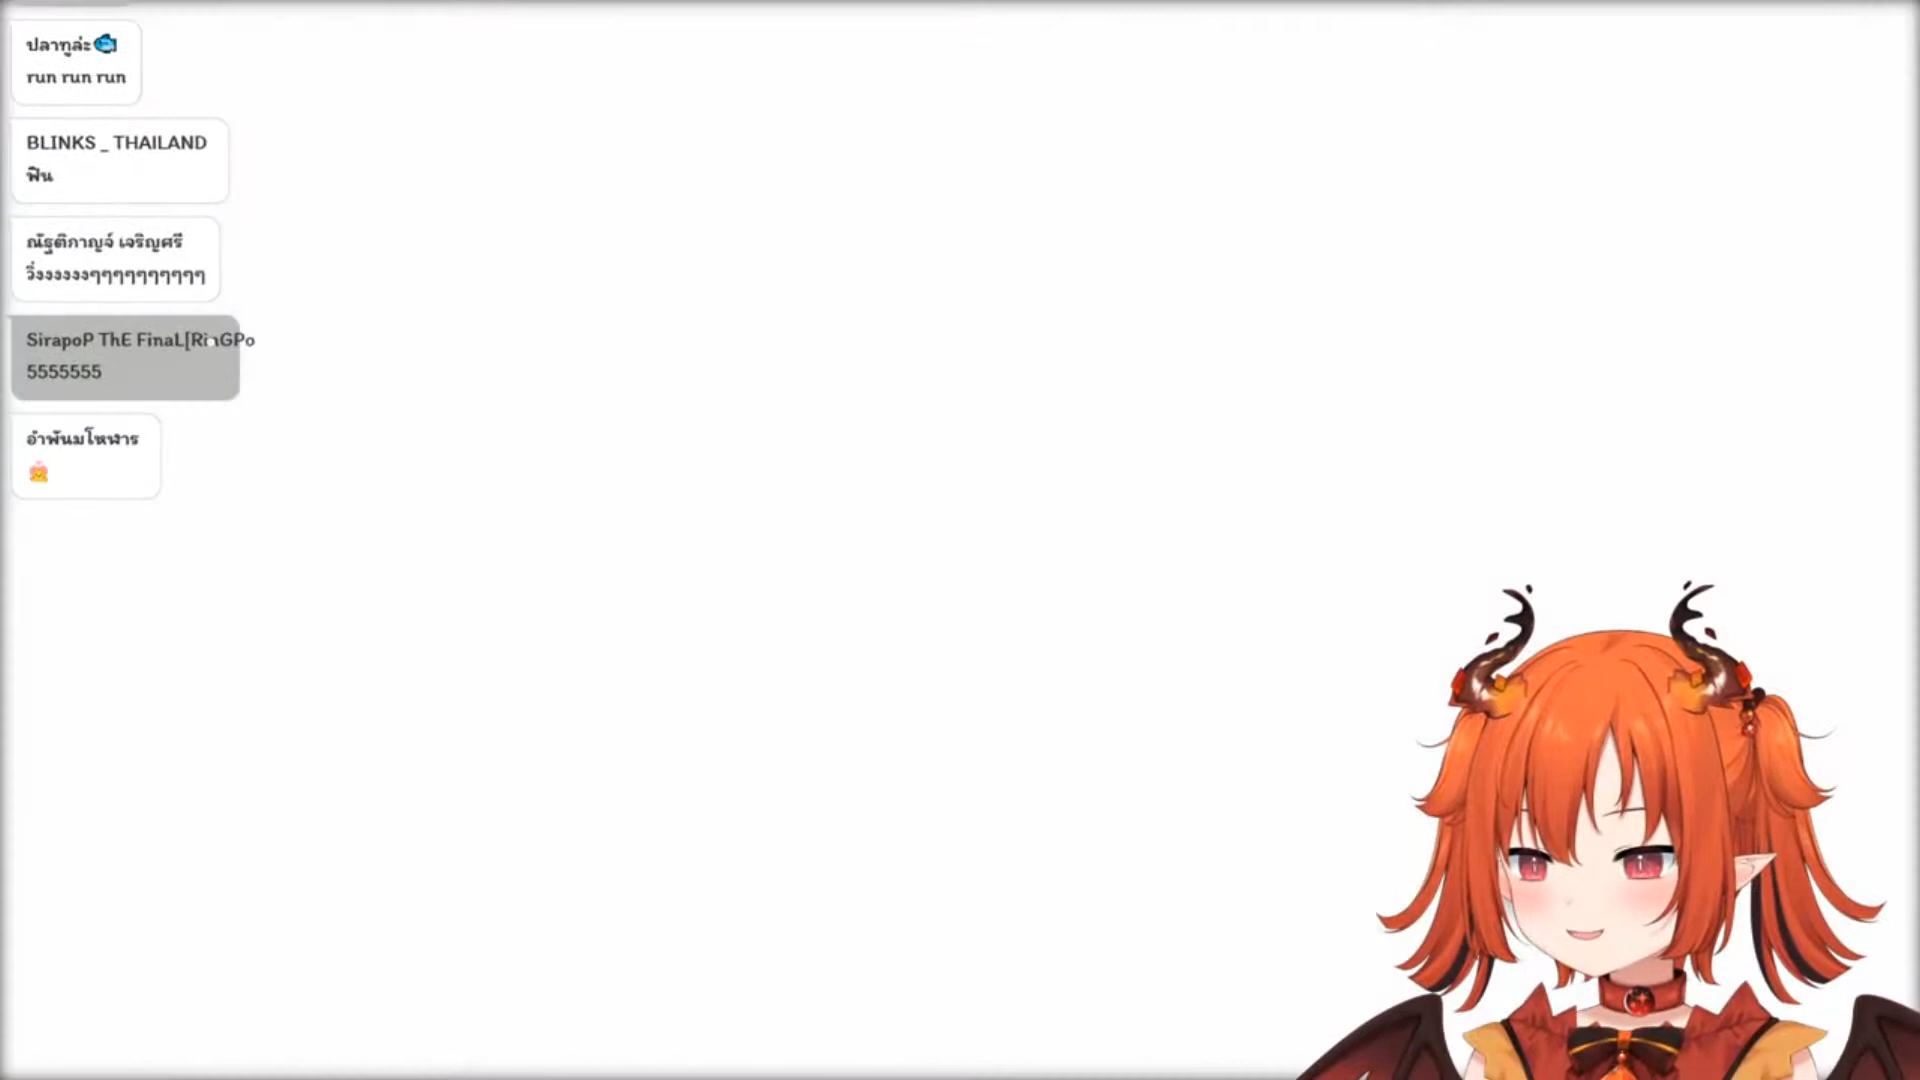 ปลาทูล่ะ🐟
run run run
BLINKS _ THAILAND
ฟิน
ณัฐติกาญจ์ เจริญศรี
วิ่งงงงงงๆๆๆๆๆๆๆๆๆๆ
SirapoP ThE FinaL[RinGPo
5555555
อำพันมโหฬาร